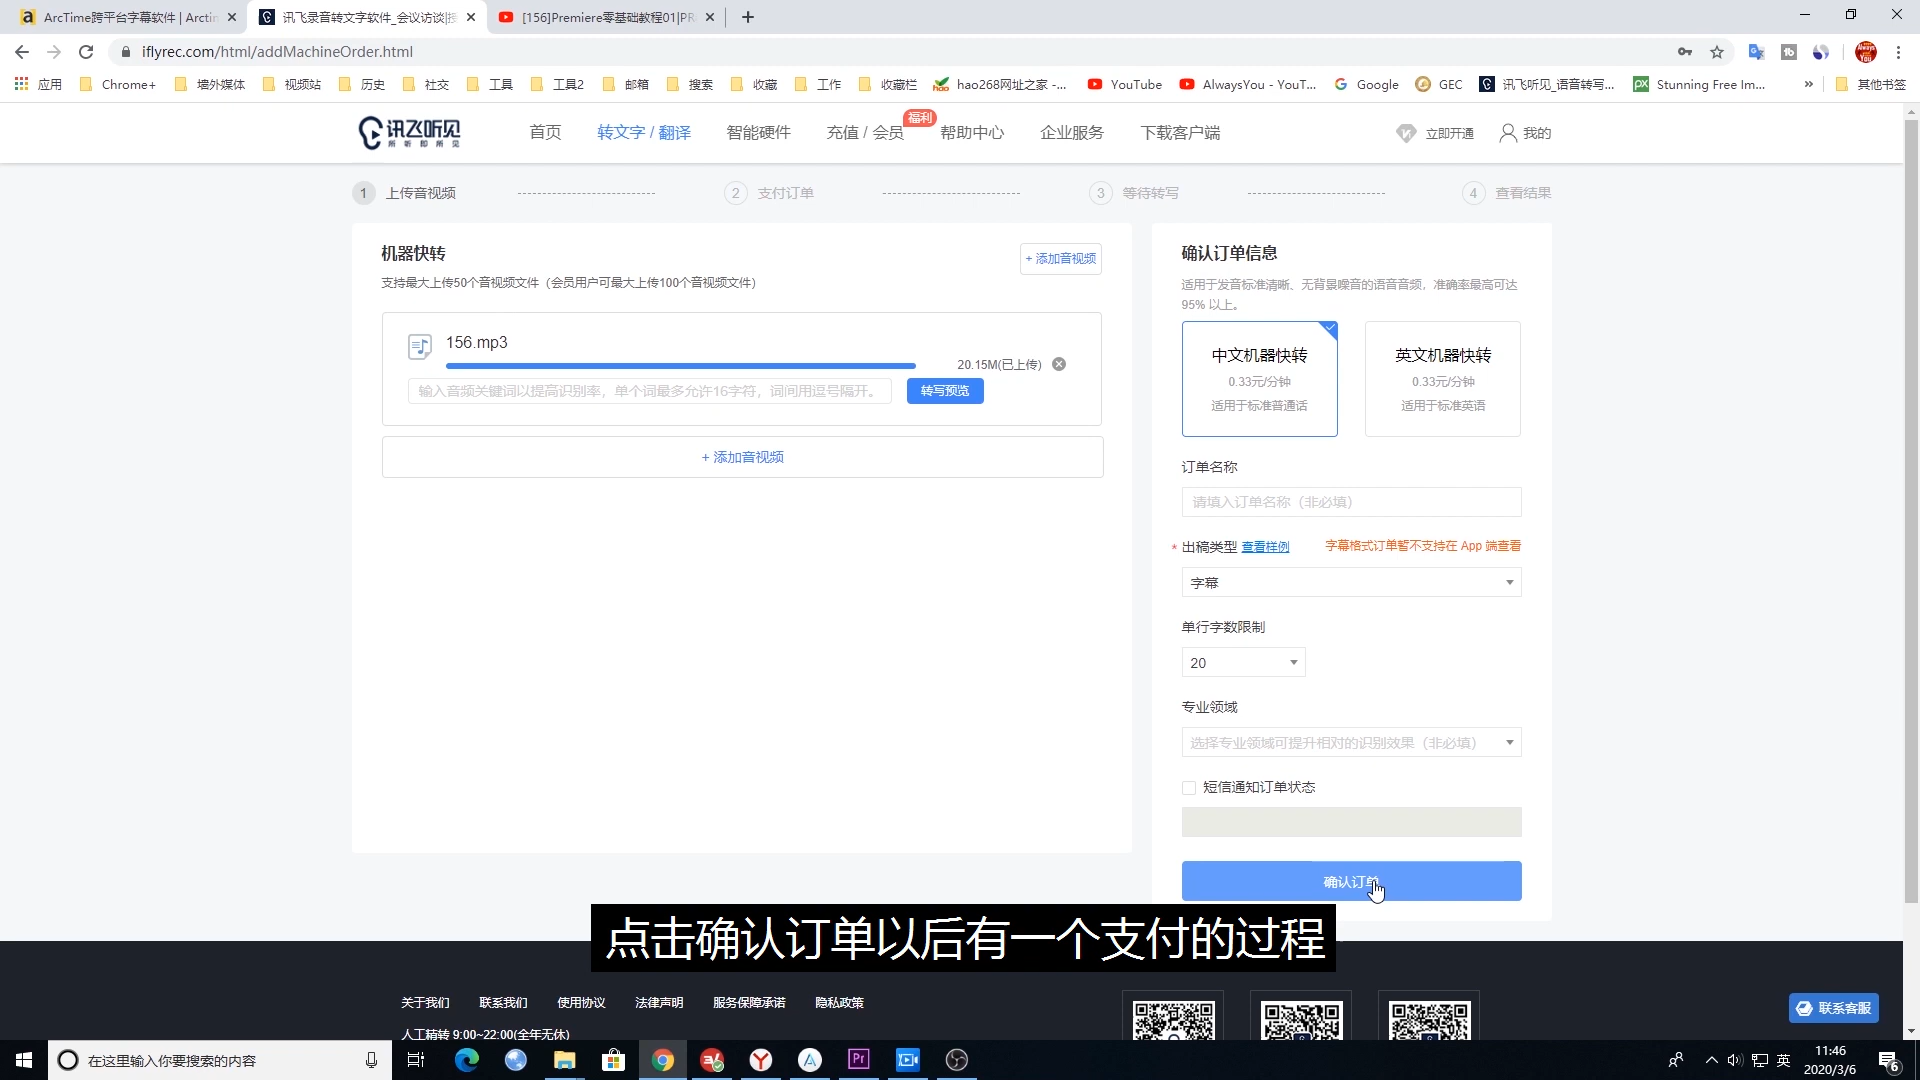 ArcTime跨平台字幕软件 | Arctim
讯飞录音转文字软件_会议访谈|授
[156]Premiere零基础教程01|PR
iflyrec.com/html/addMachineOrder.html
应用
Chrome+
墙外媒体
视频站
历史
社交
工具
工具2
邮箱
搜索
收藏
工作
收藏栏
hao268网址之家 -...
YouTube
AlwaysYou - YouT...
Google
GEC
讯飞听见_语音转写...
Stunning Free Im...
»
其他书签
讯飞听见
所 听 即 所 见
首页
转文字 / 翻译
智能硬件
充值 / 会员
福利
帮助中心
企业服务
下载客户端
立即开通
我的
1 上传音视频
2 支付订单
3 等待转写
4 查看结果
机器快转
+ 添加音视频
支持最大上传50个音视频文件（会员用户可最大上传100个音视频文件）
156.mp3
20.15M(已上传)
输入音频关键词以提高识别率，单个词最多允许16字符，词间用逗号隔开。
转写预览
+ 添加音视频
确认订单信息
适用于发音标准清晰、无背景噪音的语音音频，准确率最高可达
95% 以上。
中文机器快转
0.33元/分钟
适用于标准普通话
英文机器快转
0.33元/分钟
适用于标准英语
订单名称
请填入订单名称（非必填）
* 出稿类型 查看样例
字幕格式订单暂不支持在 App 端查看
字幕
单行字数限制
20
专业领域
选择专业领域可提升相对的识别效果（非必填）
短信通知订单状态
确认订单
点击确认订单以后有一个支付的过程
关于我们
联系我们
使用协议
法律声明
服务保障承诺
隐私政策
人工精转 9:00~22:00(全年无休)
联系客服
在这里输入你要搜索的内容
英
11:46
2020/3/6
6